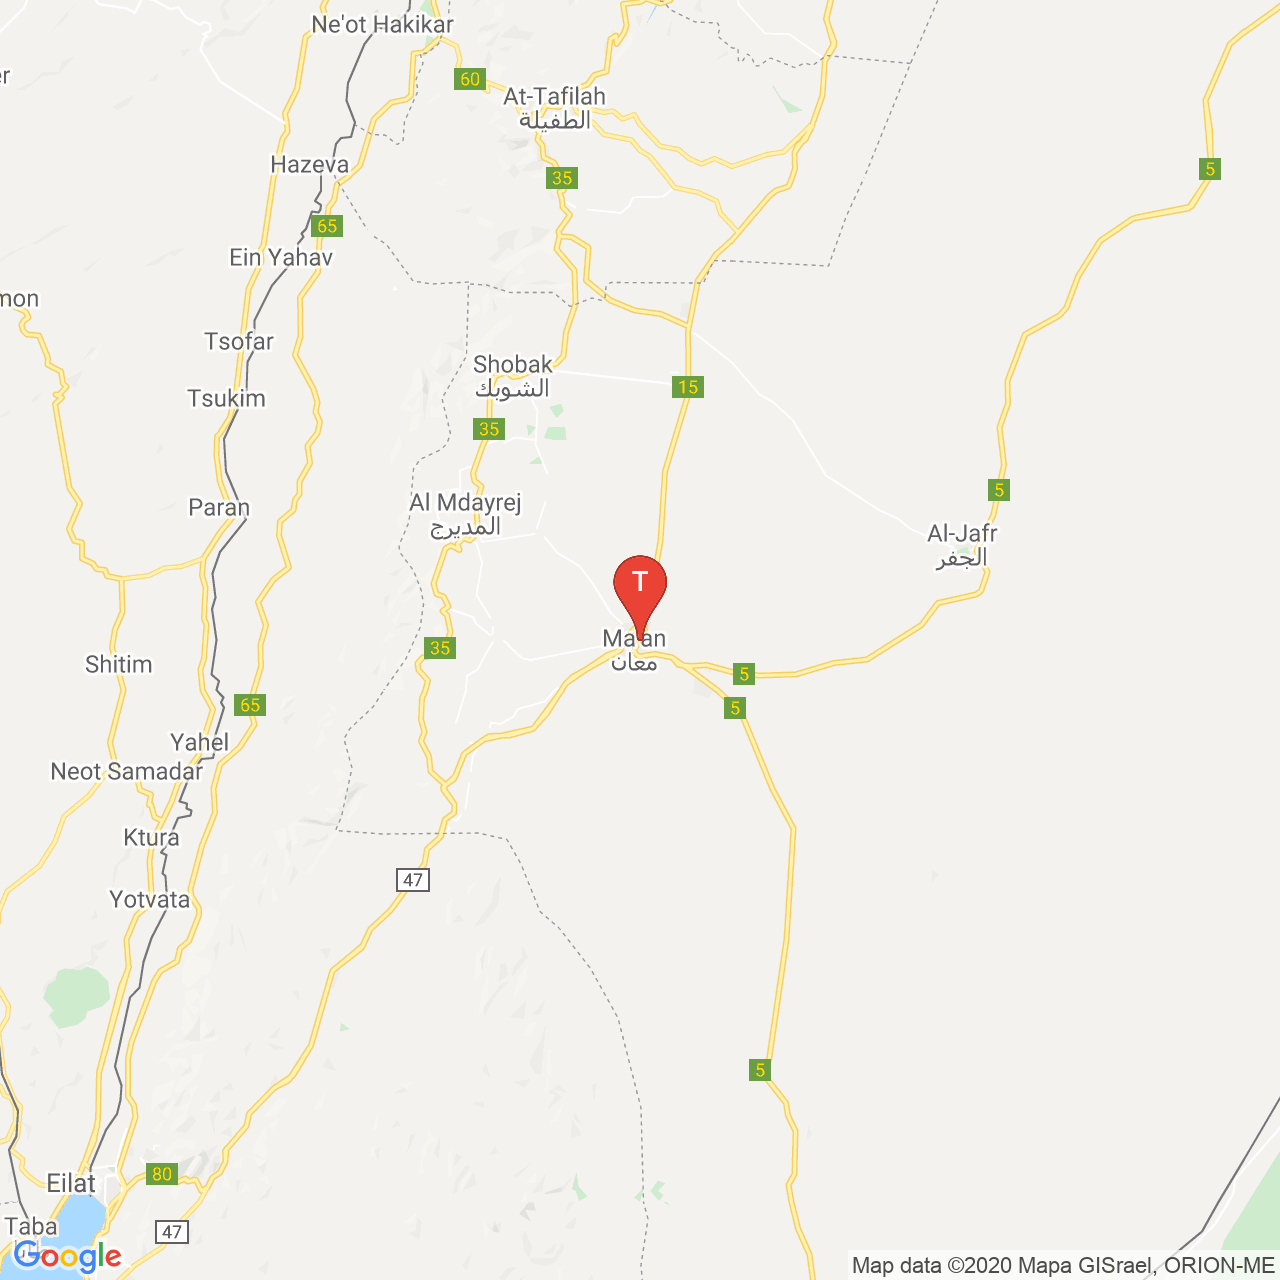 Ne'ot Hakikar
60
At-Tafilah
الطفيلة
5
Hazeva
35
65
Ein Yahav
Tsofar
Shobak
الشوبك
15
Tsukim
35
5
Al Mdayrej
المديرج
Paran
Al-Jafr
الجفر
T
Ma'an
معان
35
Shitim
5
65
5
Yahel
Neot Samadar
Ktura
47
Yotvata
5
80
Eilat
Taba
47
Google
Map data ©2020 Mapa GISrael, ORION-ME